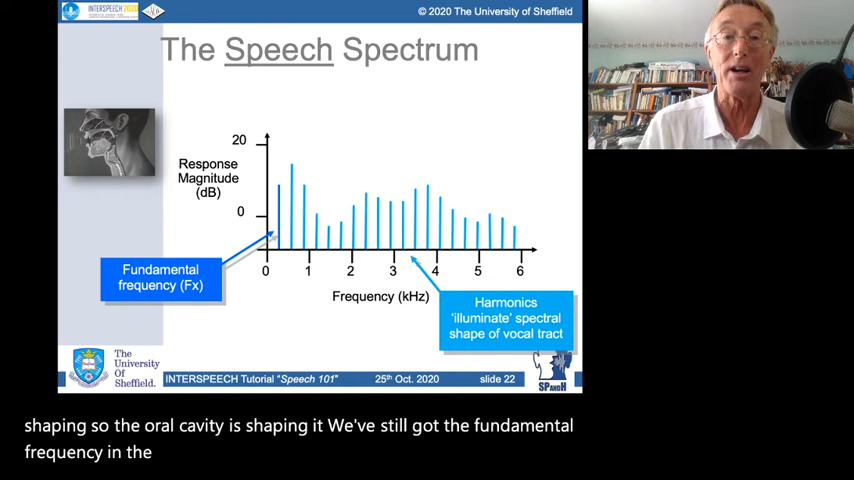 INTERSPEECH 2020
© 2020 The University of Sheffield
The Speech Spectrum
20
Response
Magnitude
(dB)
0
Fundamental
frequency (Fx)
0 1 2 3 4 5 6
Frequency (kHz)
Harmonics
'illuminate' spectral
shape of vocal tract
The
University
Of
Sheffield.
INTERSPEECH Tutorial "Speech 101"
25th Oct. 2020
slide 22
SPandH
shaping so the oral cavity is shaping it We've still got the fundamental
frequency in the